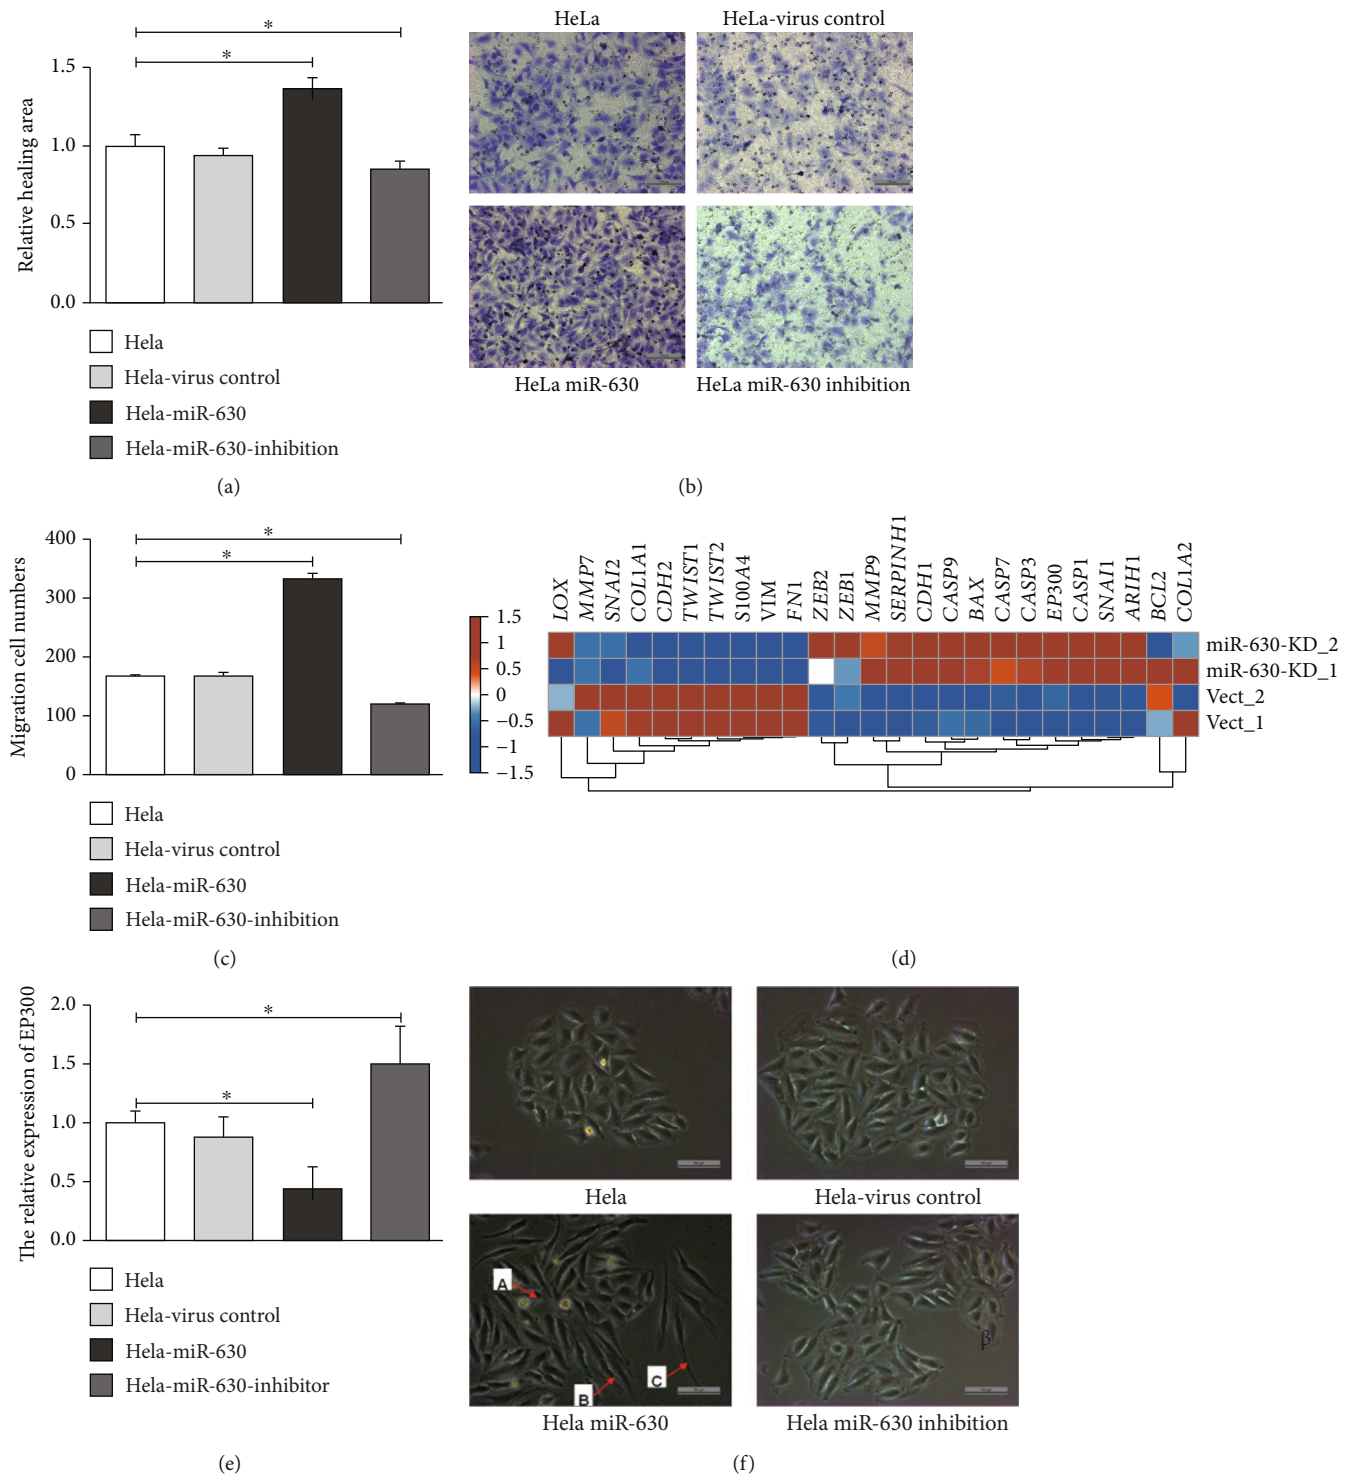 *
*
1.5
1.0
0.5
0.0
Relative healing area
Hela
Hela-virus control
Hela-miR-630
Hela-miR-630-inhibition
(a)
HeLa
HeLa-virus control
HeLa miR-630
HeLa miR-630 inhibition
(b)
*
*
400
300
200
100
0
Migration cell numbers
Hela
Hela-virus control
Hela-miR-630
Hela-miR-630-inhibition
(c)
LOX
MMP7
SNAI2
COL1A1
CDH2
TWIST1
TWIST2
S100A4
VIM
FN1
ZEB2
ZEB1
MMP9
SERPINH1
CDH1
CASP9
BAX
CASP7
CASP3
EP300
CASP1
SNAI1
ARIH1
BCL2
COL1A2
1.5
1
0.5
0
−0.5
−1
−1.5
miR-630-KD_2
miR-630-KD_1
Vect_2
Vect_1
(d)
*
*
2.0
1.5
1.0
0.5
0.0
The relative expression of EP300
Hela
Hela-virus control
Hela-miR-630
Hela-miR-630-inhibitor
(e)
Hela
Hela-virus control
A
B
C
β
Hela miR-630
Hela miR-630 inhibition
(f)